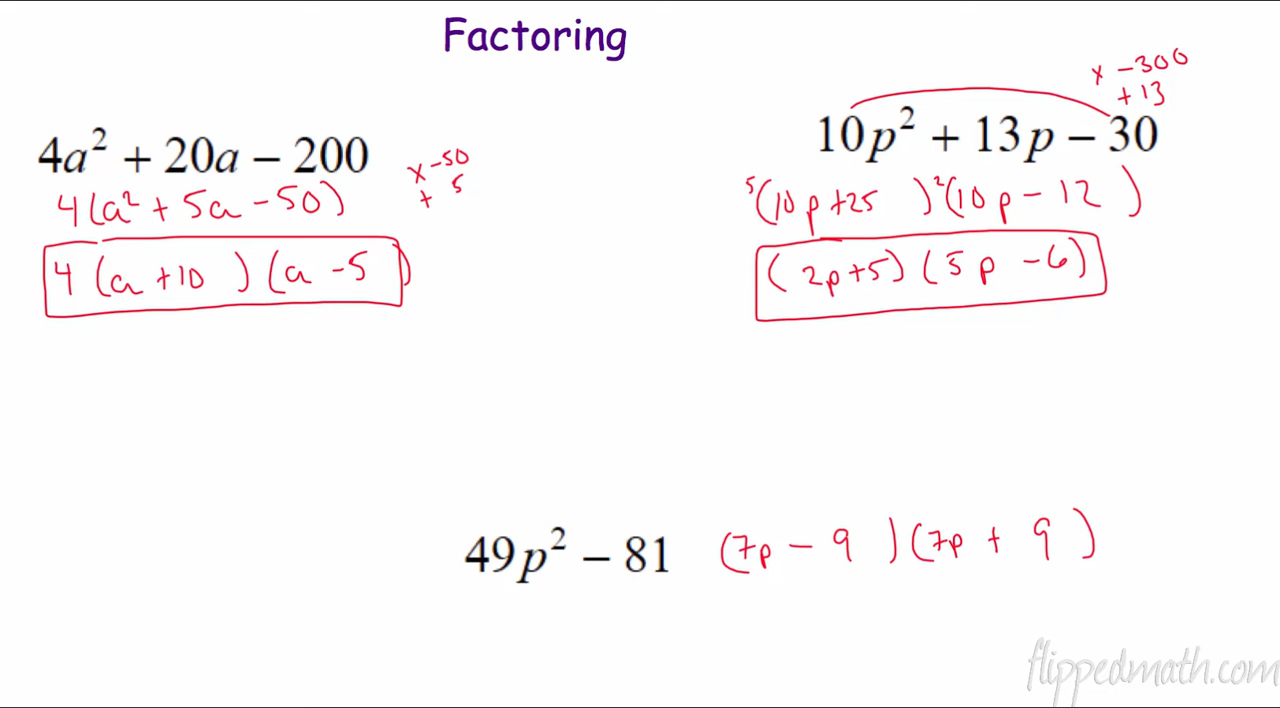 Factoring
4a² + 20a − 200
x −50
+ 5
4(a² + 5a − 50)
4 (a + 10 ) (a − 5 )
x −300
+ 13
10p² + 13p − 30
5(10p + 25 ) 2(10p − 12 )
(2p + 5) (5p − 6)
49p² − 81 (7p − 9 ) (7p + 9 )
flippedmath.com